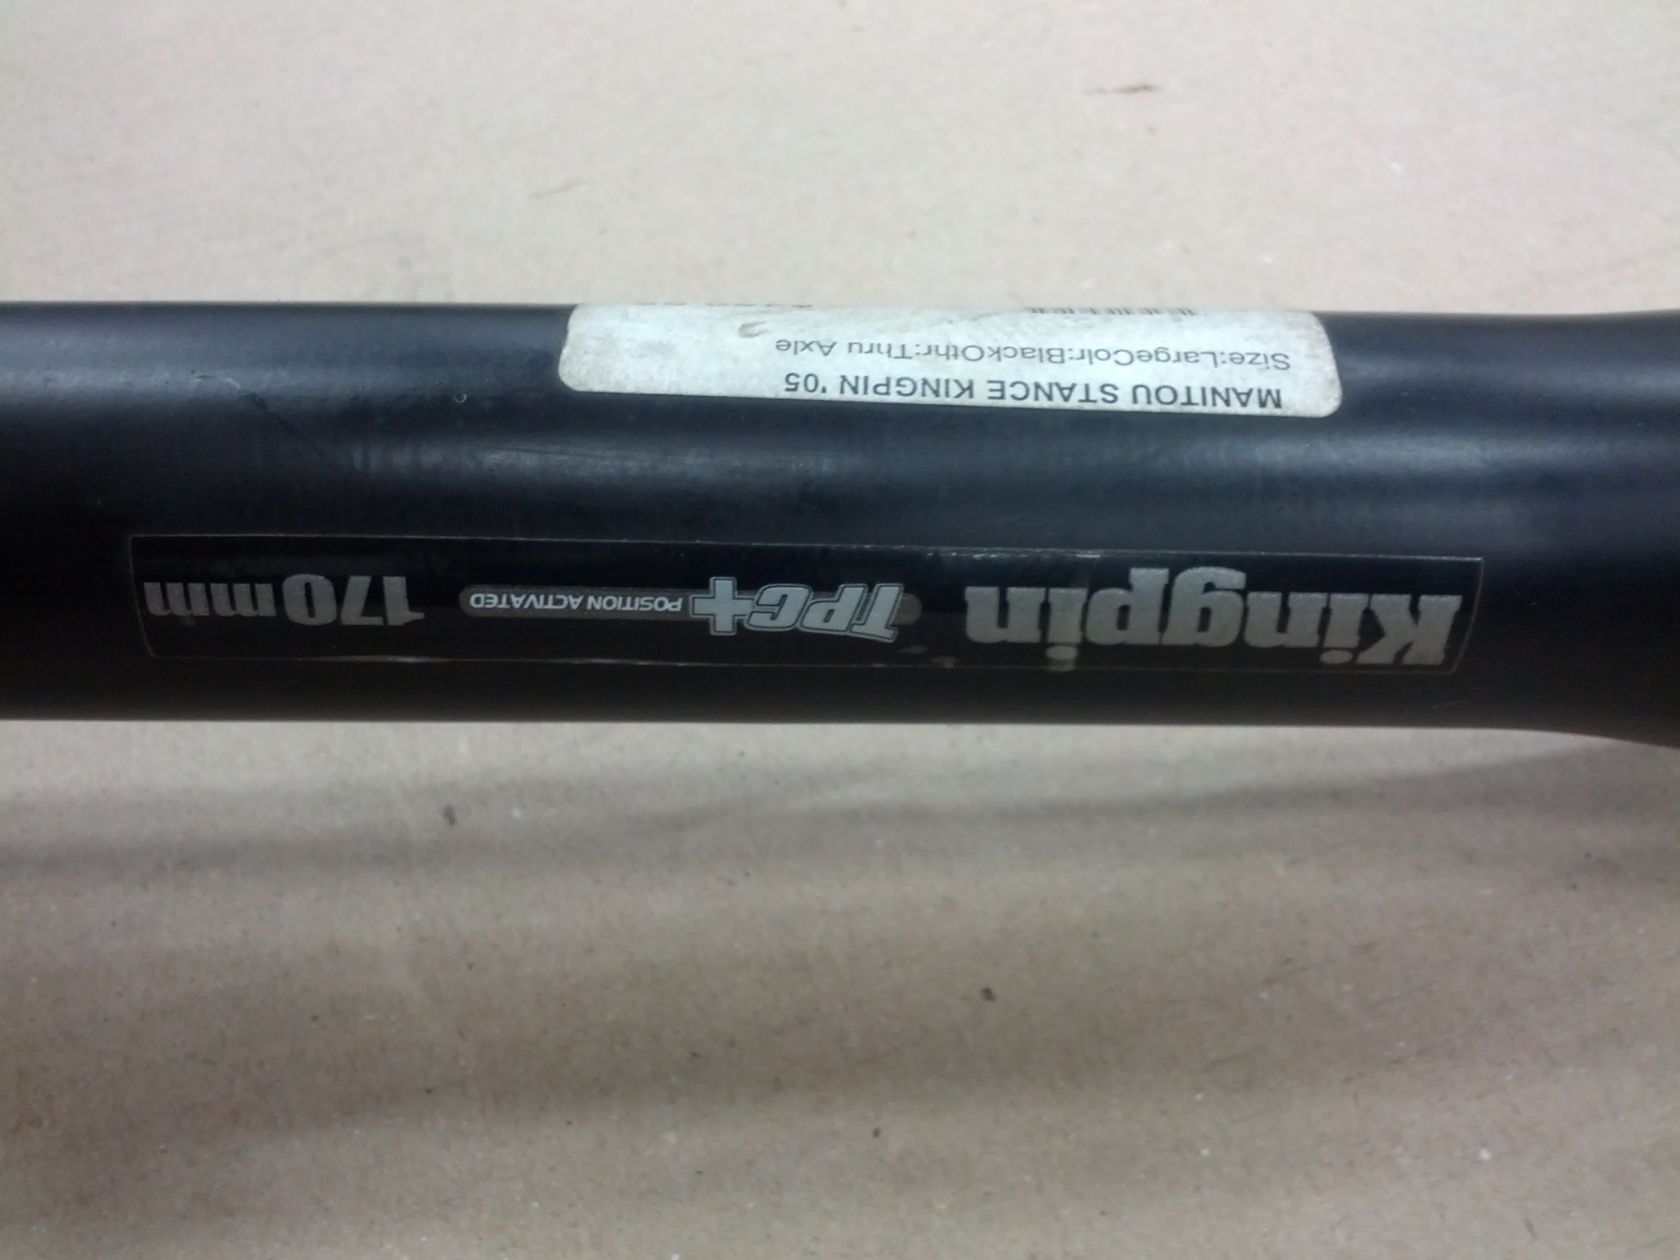 MANITOU STANCE KINGPIN '05
Size:LargeColr:BlackOthr:Thru Axle
Kingpin TPC+ POSITION ACTIVATED 170mm